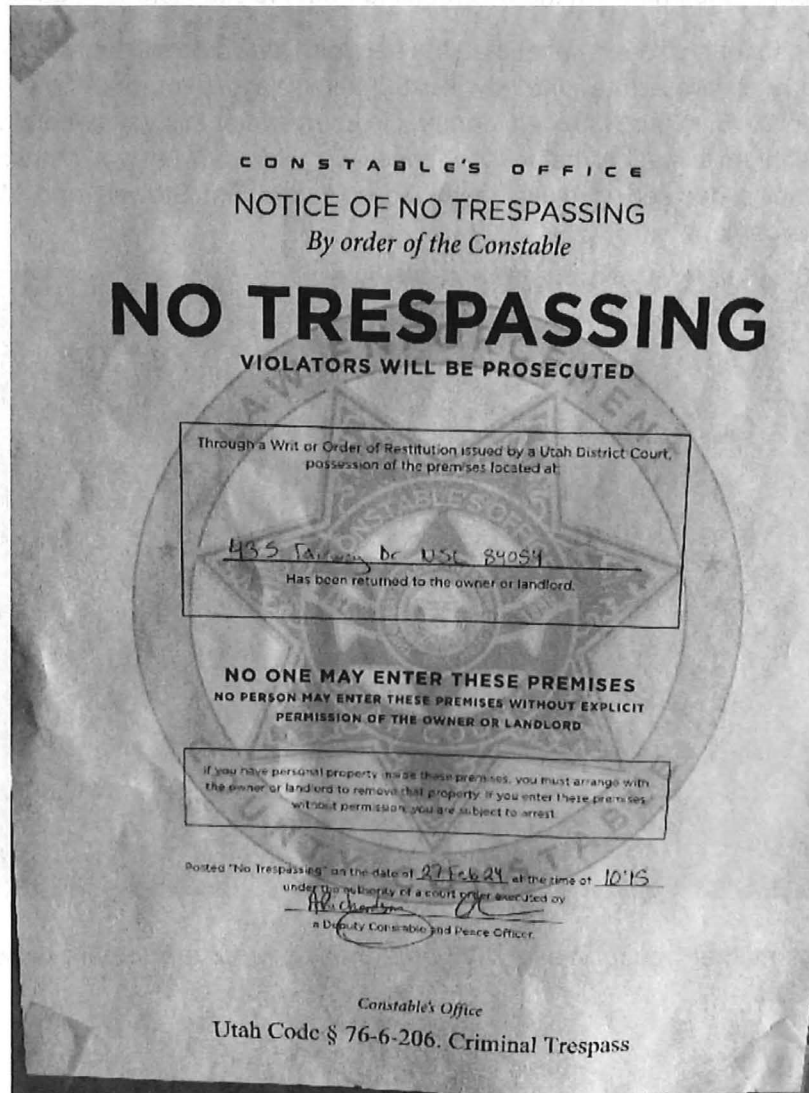 CONSTABLE'S OFFICE
NOTICE OF NO TRESPASSING
By order of the Constable
NO TRESPASSING
VIOLATORS WILL BE PROSECUTED
Through a Writ or Order of Restitution issued by a Utah District Court,
possession of the premises located at:
435 Fairway Dr NSL 84054
Has been returned to the owner or landlord.
NO ONE MAY ENTER THESE PREMISES
NO PERSON MAY ENTER THESE PREMISES WITHOUT EXPLICIT
PERMISSION OF THE OWNER OR LANDLORD
If you have personal property inside these premises, you must arrange with
the owner or landlord to remove that property. If you enter these premises
without permission, you are subject to arrest.
Posted "No Trespassing" on the date of 27 Feb 24 at the time of 10:15
under the authority of a court order executed by
a Deputy Constable and Peace Officer.
Constable's Office
Utah Code § 76-6-206. Criminal Trespass